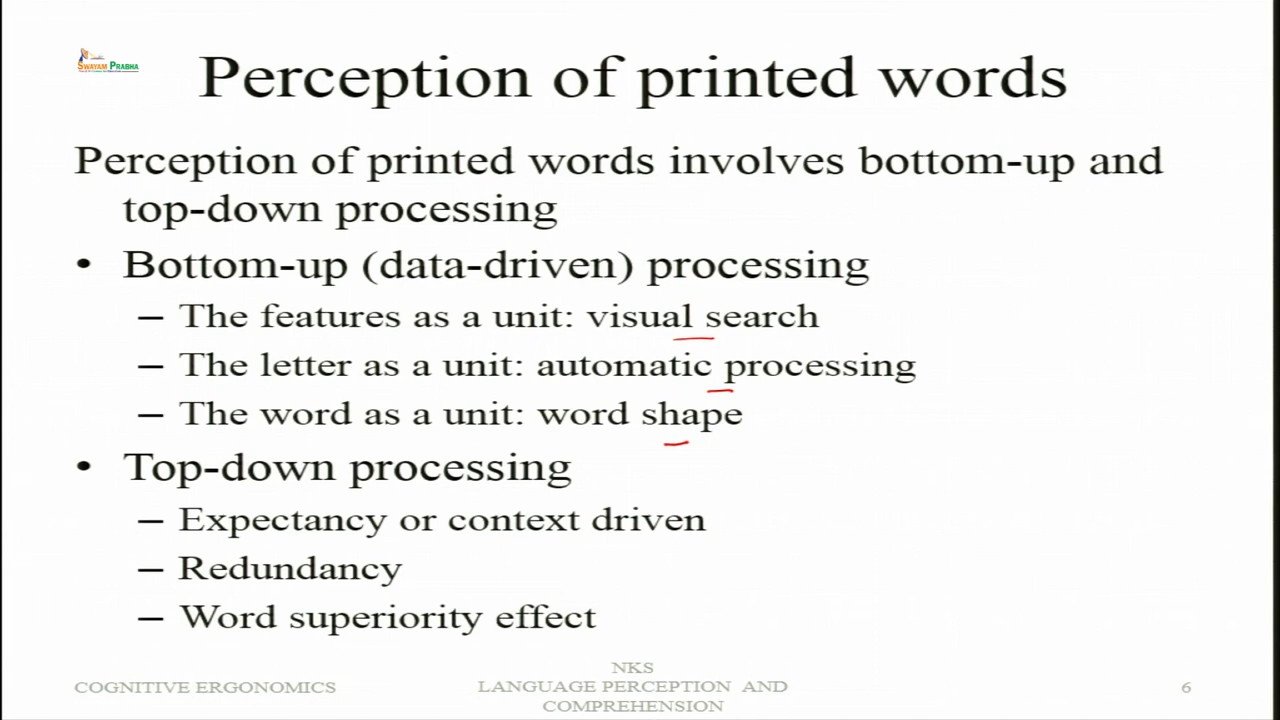 SWAYAM PRABHA
Perception of printed words
Perception of printed words involves bottom-up and
top-down processing
• Bottom-up (data-driven) processing
– The features as a unit: visual search
– The letter as a unit: automatic processing
– The word as a unit: word shape
• Top-down processing
– Expectancy or context driven
– Redundancy
– Word superiority effect
COGNITIVE ERGONOMICS
NKS
LANGUAGE PERCEPTION AND
COMPREHENSION
6